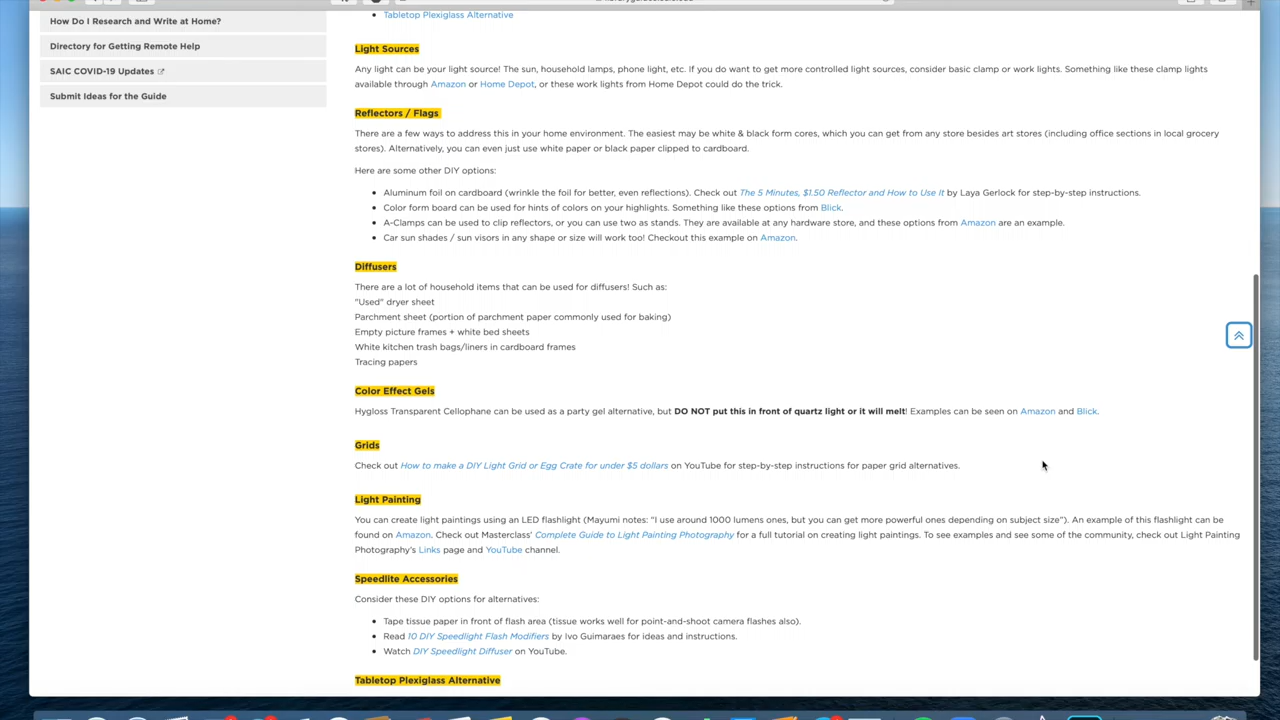 How Do I Research and Write at Home?
Directory for Getting Remote Help
SAIC COVID-19 Updates
Submit Ideas for the Guide
Tabletop Plexiglass Alternative
Light Sources
Any light can be your light source! The sun, household lamps, phone light, etc. If you do want to get more controlled light sources, consider basic clamp or work lights. Something like these clamp lights
available through Amazon or Home Depot, or these work lights from Home Depot could do the trick.
Reflectors / Flags
There are a few ways to address this in your home environment. The easiest may be white & black form cores, which you can get from any store besides art stores (including office sections in local grocery
stores). Alternatively, you can even just use white paper or black paper clipped to cardboard.
Here are some other DIY options:
Aluminum foil on cardboard (wrinkle the foil for better, even reflections). Check out The 5 Minutes, $1.50 Reflector and How to Use It by Laya Gerlock for step-by-step instructions.
Color form board can be used for hints of colors on your highlights. Something like these options from Blick.
A-Clamps can be used to clip reflectors, or you can use two as stands. They are available at any hardware store, and these options from Amazon are an example.
Car sun shades / sun visors in any shape or size will work too! Checkout this example on Amazon.
Diffusers
There are a lot of household items that can be used for diffusers! Such as:
"Used" dryer sheet
Parchment sheet (portion of parchment paper commonly used for baking)
Empty picture frames + white bed sheets
White kitchen trash bags/liners in cardboard frames
Tracing papers
Color Effect Gels
Hygloss Transparent Cellophane can be used as a party gel alternative, but DO NOT put this in front of quartz light or it will melt! Examples can be seen on Amazon and Blick.
Grids
Check out How to make a DIY Light Grid or Egg Crate for under $5 dollars on YouTube for step-by-step instructions for paper grid alternatives.
Light Painting
You can create light paintings using an LED flashlight (Mayumi notes: "I use around 1000 lumens ones, but you can get more powerful ones depending on subject size"). An example of this flashlight can be
found on Amazon. Check out Masterclass' Complete Guide to Light Painting Photography for a full tutorial on creating light paintings. To see examples and see some of the community, check out Light Painting
Photography's Links page and YouTube channel.
Speedlite Accessories
Consider these DIY options for alternatives:
Tape tissue paper in front of flash area (tissue works well for point-and-shoot camera flashes also).
Read 10 DIY Speedlight Flash Modifiers by Ivo Guimaraes for ideas and instructions.
Watch DIY Speedlight Diffuser on YouTube.
Tabletop Plexiglass Alternative